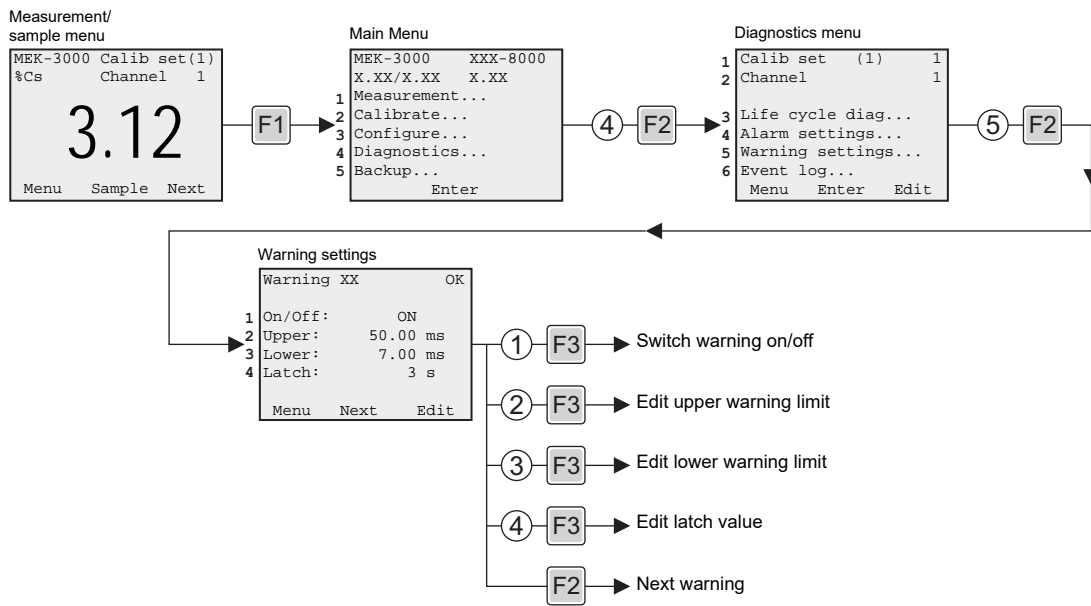 Measurement/
sample menu
MEK-3000 Calib set(1)
%Cs Channel 1
3.12
Menu Sample Next
F1
Main Menu
MEK-3000 XXX-8000
X.XX/X.XX X.XX
1 Measurement...
2 Calibrate...
3 Configure...
4 Diagnostics...
5 Backup...
Enter
4 F2
Diagnostics menu
1 Calib set (1) 1
2 Channel 1
3 Life cycle diag...
4 Alarm settings...
5 Warning settings...
6 Event log...
Menu Enter Edit
5 F2
Warning settings
Warning XX OK
1 On/Off: ON
2 Upper: 50.00 ms
3 Lower: 7.00 ms
4 Latch: 3 s
Menu Next Edit
1 F3 Switch warning on/off
2 F3 Edit upper warning limit
3 F3 Edit lower warning limit
4 F3 Edit latch value
F2 Next warning